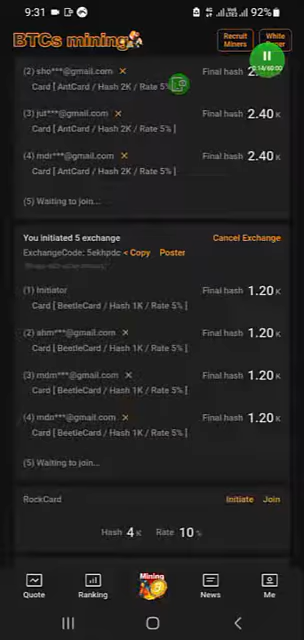 9:31
92%
BTCs mining
Recruit
Miners
White
Paper
0:14/60:00
(2) sho***@gmail.com ×
Final hash 2.
Card [ AntCard / Hash 2K / Rate 5%
(3) jut***@gmail.com ×
Final hash 2.40 K
Card [ AntCard / Hash 2K / Rate 5% ]
(4) mdr***@gmail.com ×
Final hash 2.40 K
Card [ AntCard / Hash 2K / Rate 5% ]
(5) Waiting to join...
You initiated 5 exchange
Cancel Exchange
ExchangeCode: 5ekhpdc < Copy Poster
(1) Initiator
Final hash 1.20 K
Card [ BeetleCard / Hash 1K / Rate 5% ]
(2) ahm***@gmail.com ×
Final hash 1.20 K
Card [ BeetleCard / Hash 1K / Rate 5% ]
(3) mdm***@gmail.com ×
Final hash 1.20 K
Card [ BeetleCard / Hash 1K / Rate 5% ]
(4) mdn***@gmail.com ×
Final hash 1.20 K
Card [ BeetleCard / Hash 1K / Rate 5% ]
(5) Waiting to join...
RockCard
Initiate Join
Hash 4 K Rate 10 %
Mining
Quote Ranking News Me